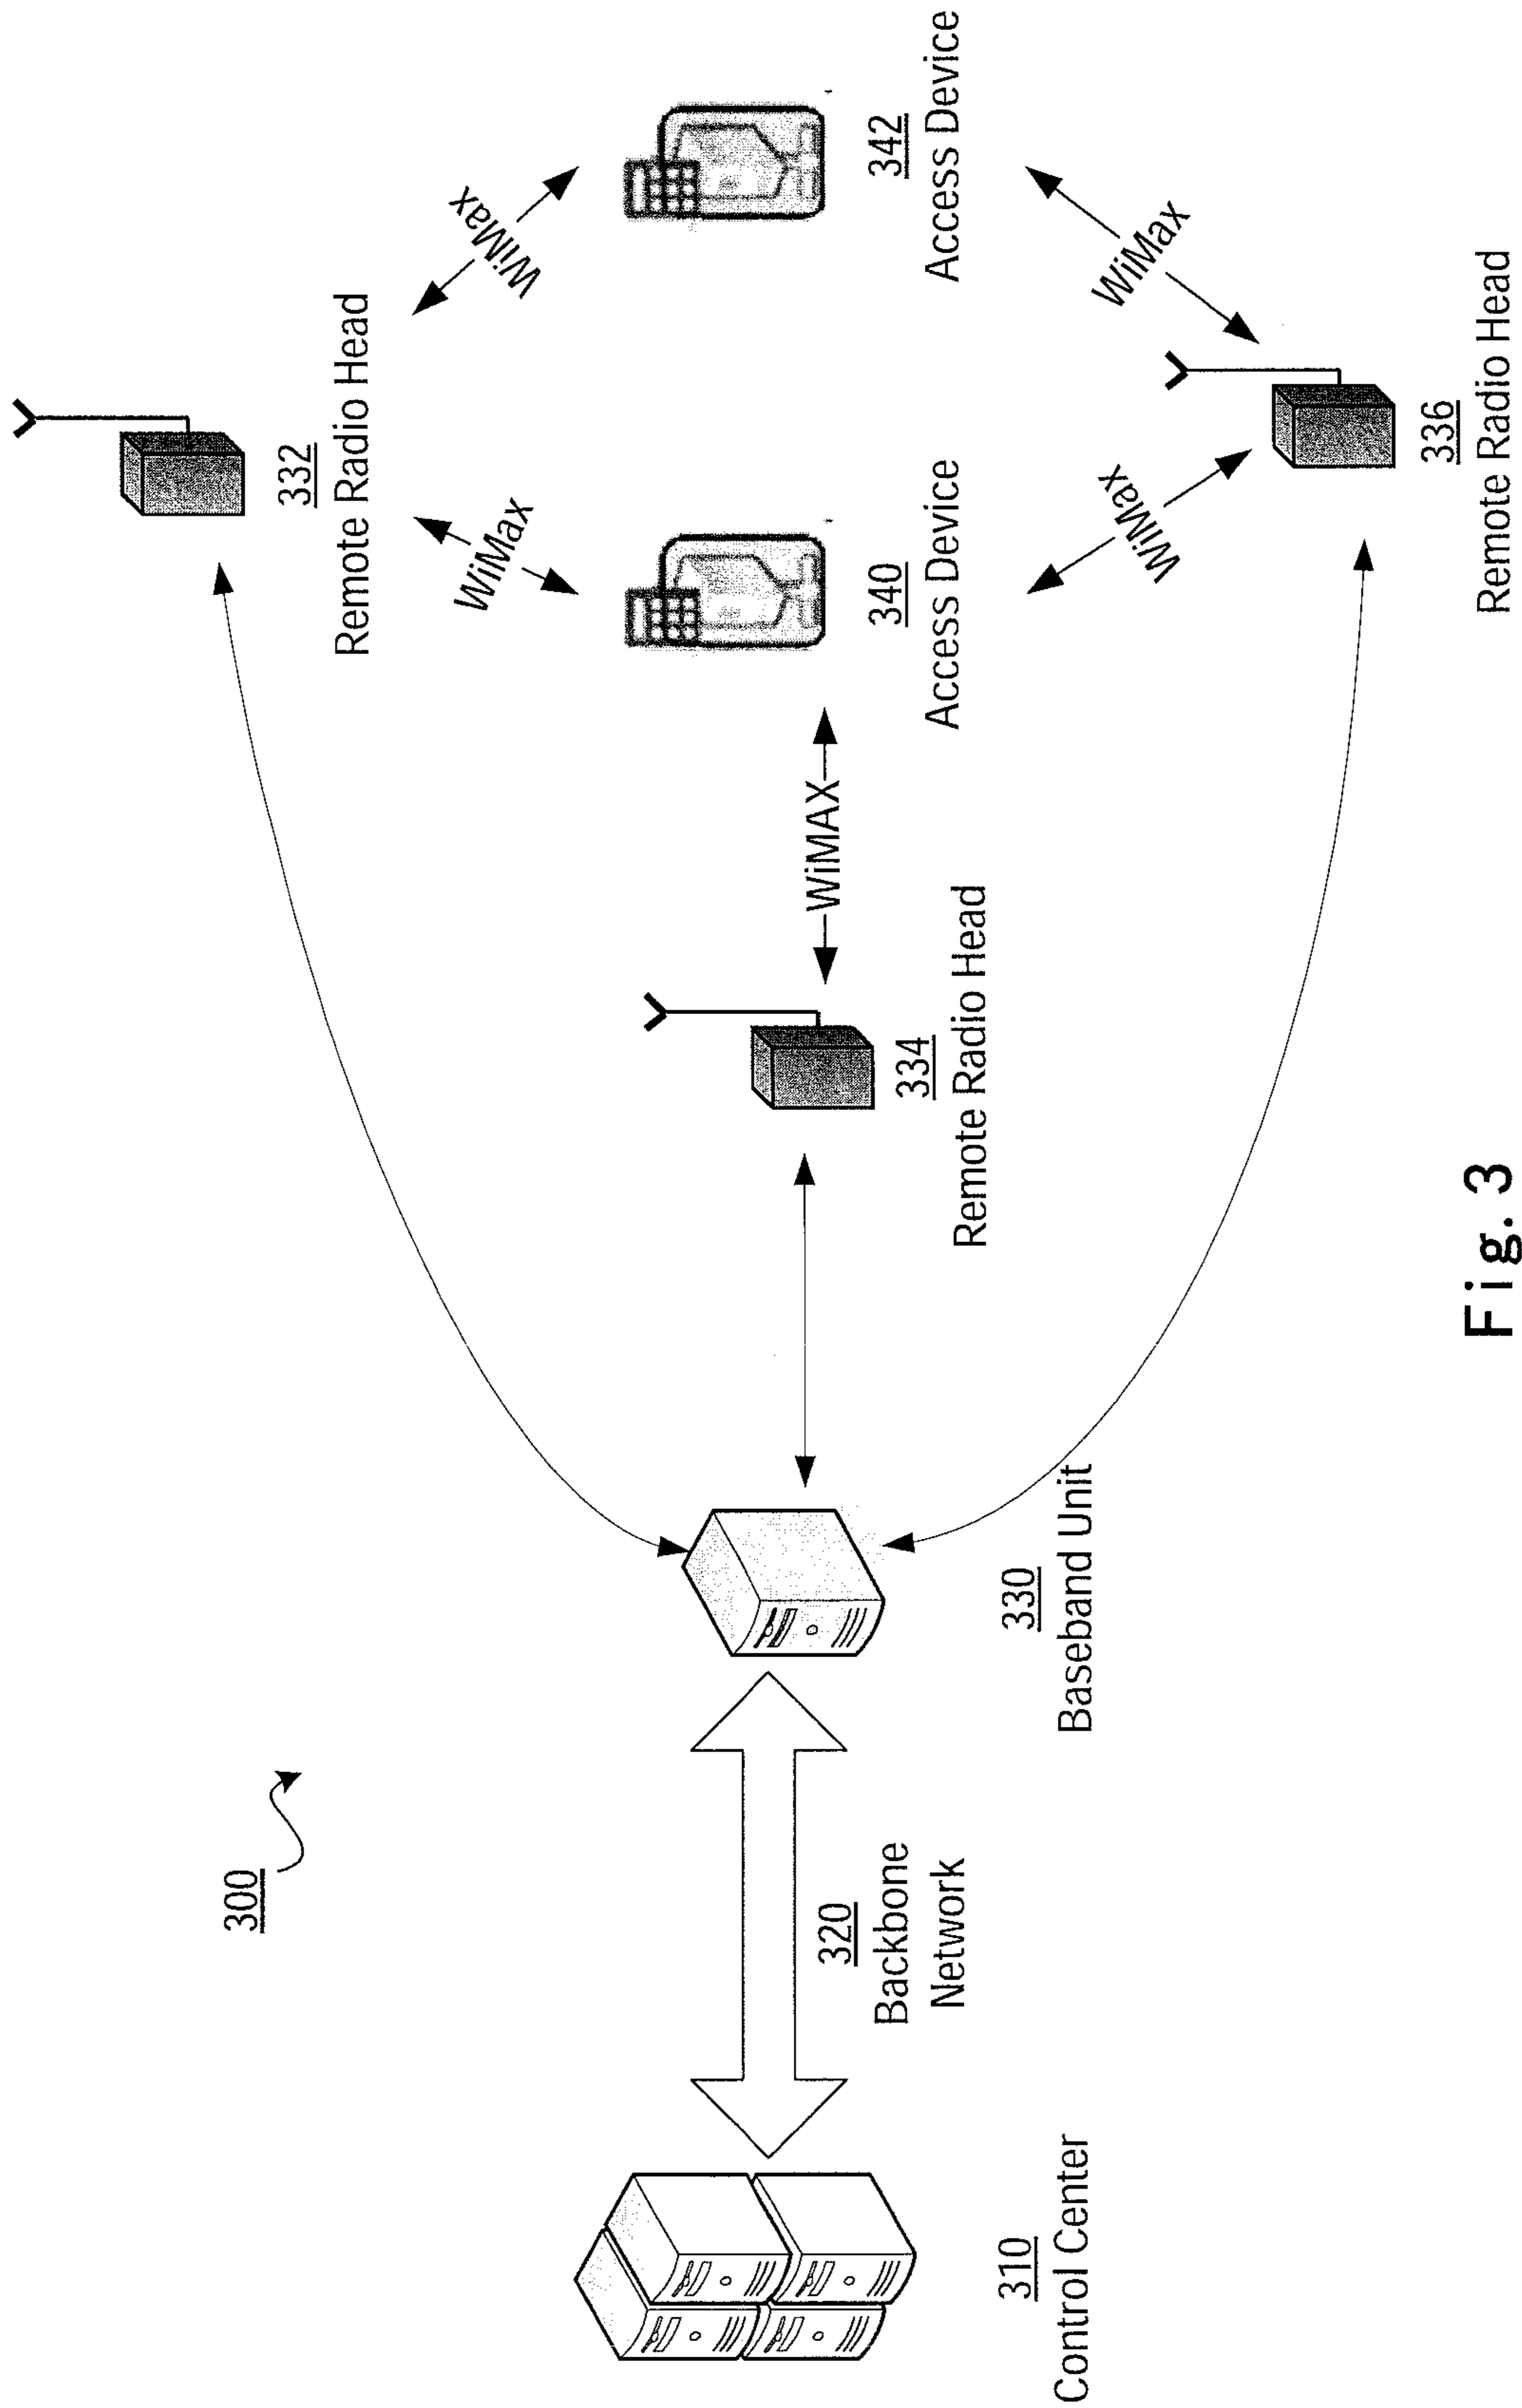 300
332
Remote Radio Head
WiMax
WiMax
310
Control Center
320
Backbone
Network
330
Baseband Unit
334
Remote Radio Head
WiMAX
340
Access Device
342
Access Device
WiMax
WiMax
336
Remote Radio Head
Fig. 3